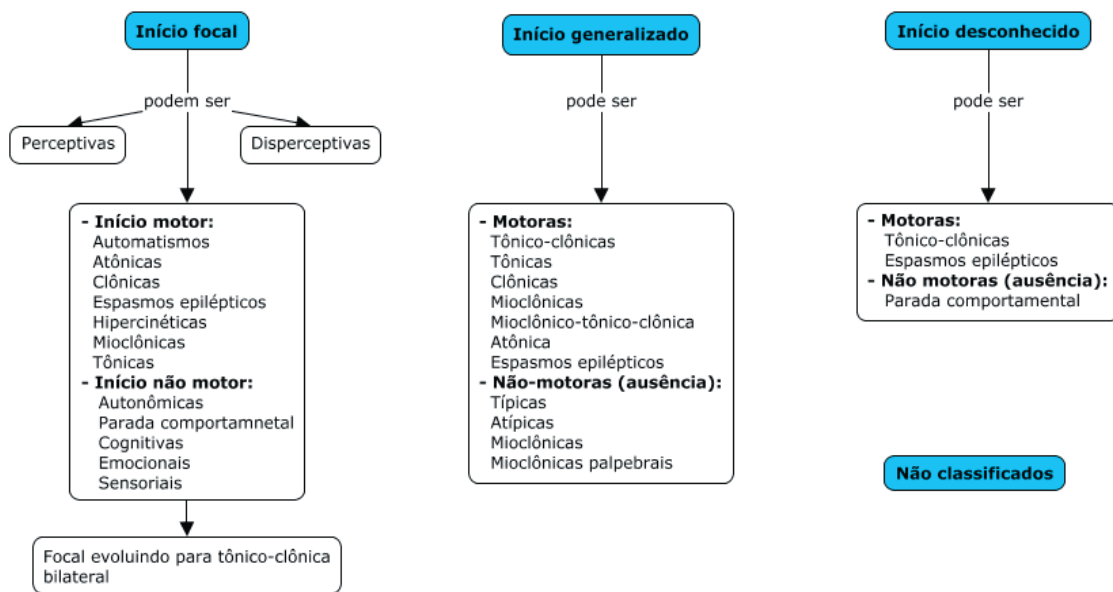 Início focal
podem ser
Perceptivas
Disperceptivas
- Início motor:
Automatismos
Atônicas
Clônicas
Espasmos epilépticos
Hipercinéticas
Mioclônicas
Tônicas
- Início não motor:
Autonômicas
Parada comportamnetal
Cognitivas
Emocionais
Sensoriais
Focal evoluindo para tônico-clônica
bilateral
Início generalizado
pode ser
- Motoras:
Tônico-clônicas
Tônicas
Clônicas
Mioclônicas
Mioclônico-tônico-clônica
Atônica
Espasmos epilépticos
- Não-motoras (ausência):
Típicas
Atípicas
Mioclônicas
Mioclônicas palpebrais
Início desconhecido
pode ser
- Motoras:
Tônico-clônicas
Espasmos epilépticos
- Não motoras (ausência):
Parada comportamental
Não classificados